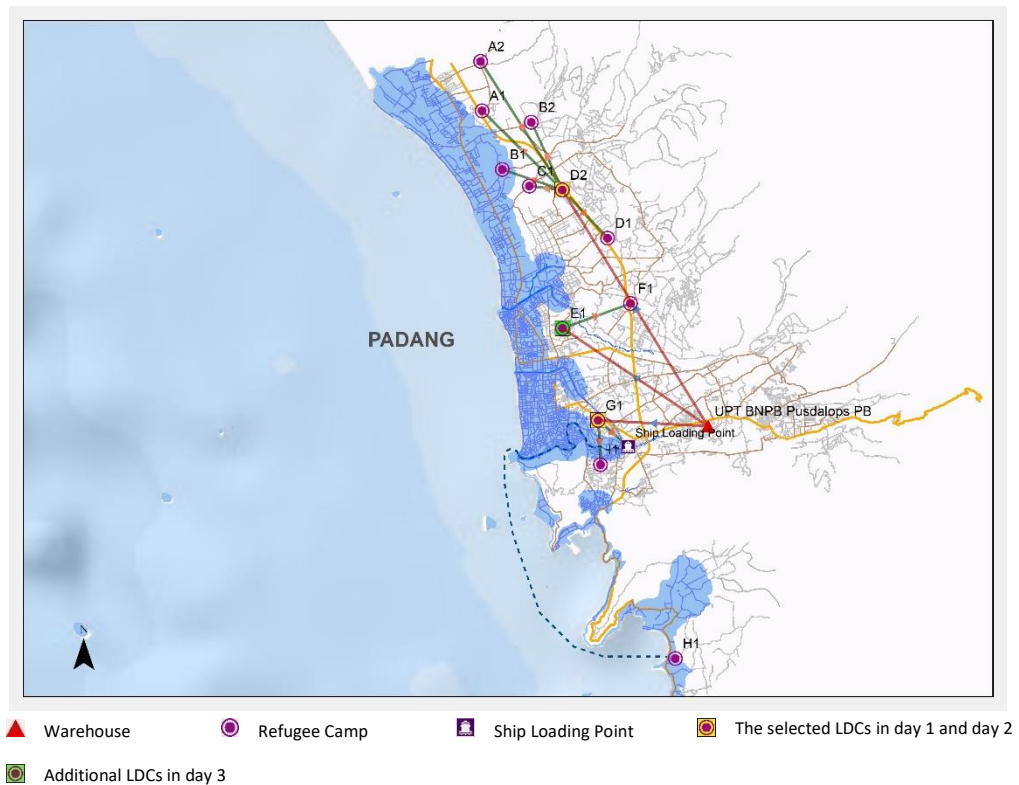 A2
A1
B2
B1
C1
D2
D1
F1
E1
PADANG
UPT BNPB Pusdalops PB
G1
Ship Loading Point
H1
N
Warehouse
Refugee Camp
Ship Loading Point
The selected LDCs in day 1 and day 2
Additional LDCs in day 3